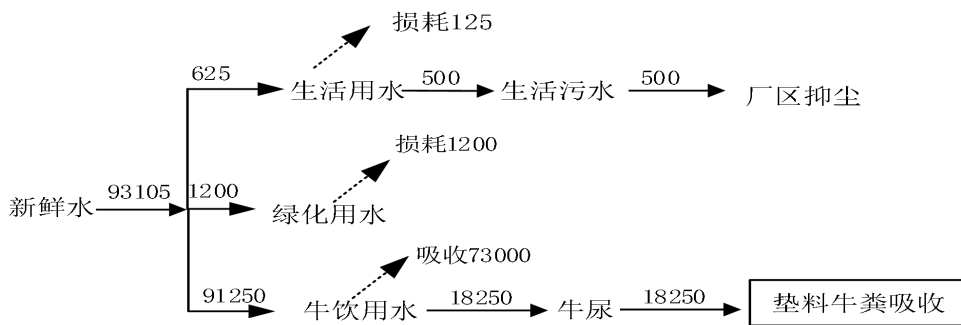 损耗125
625
生活用水
500
生活污水
500
厂区抑尘
损耗1200
新鲜水
93105
1200
绿化用水
吸收73000
91250
牛饮用水
18250
牛尿
18250
垫料牛粪吸收